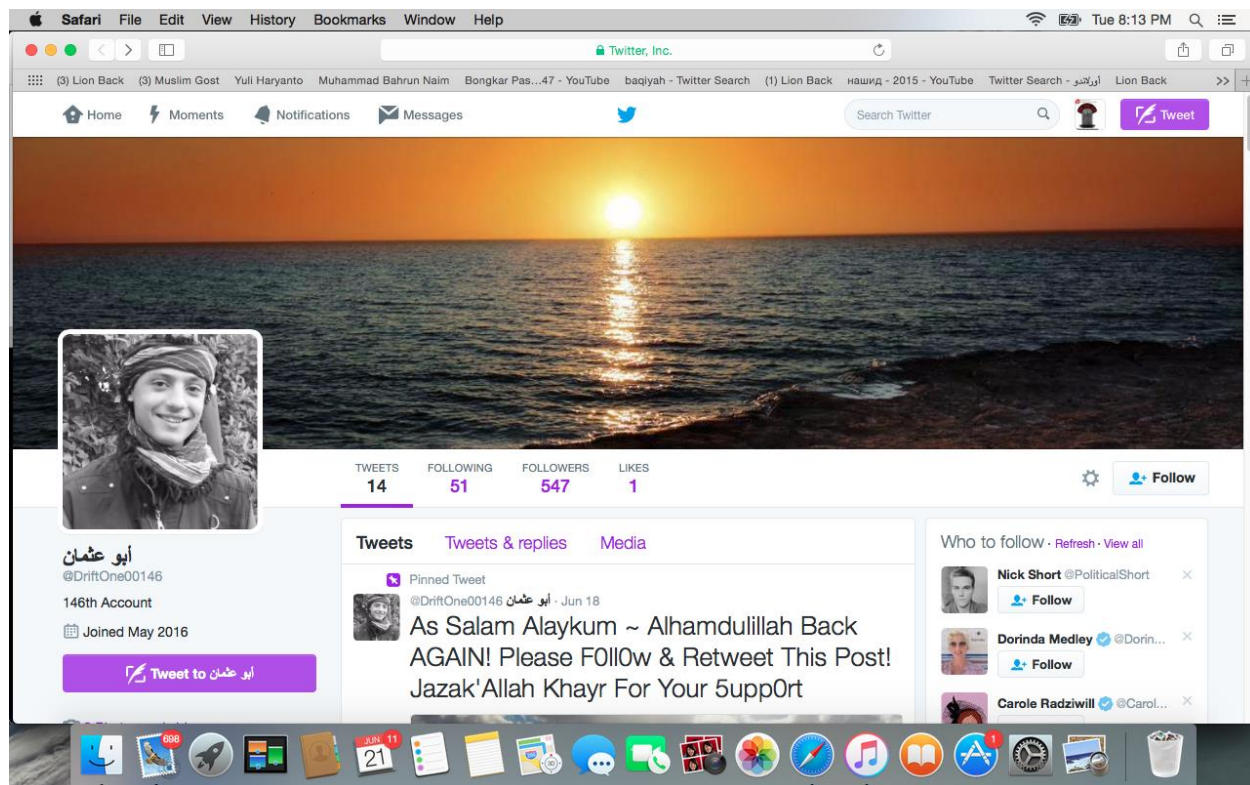 Safari File Edit View History Bookmarks Window Help Tue 8:13 PM
Twitter, Inc.
(3) Lion Back (3) Muslim Gost Yuli Haryanto Muhammad Bahrun Naim Bongkar Pas...47 - YouTube baqiyah - Twitter Search (1) Lion Back нашид - 2015 - YouTube Twitter Search - أورلاندو Lion Back >>
Home Moments Notifications Messages Search Twitter Tweet
TWEETS FOLLOWING FOLLOWERS LIKES
14 51 547 1
Follow
أبو عثمان
@DriftOne00146
146th Account
Joined May 2016
Tweet to أبو عثمان
Tweets Tweets & replies Media
Pinned Tweet
@DriftOne00146 أبو عثمان · Jun 18
As Salam Alaykum ~ Alhamdulillah Back
AGAIN! Please F0ll0w & Retweet This Post!
Jazak'Allah Khayr For Your 5upp0rt
Who to follow · Refresh · View all
Nick Short @PoliticalShort
Follow
Dorinda Medley @Dorin...
Follow
Carole Radziwill @Carol...
698
JUN 11
21
1